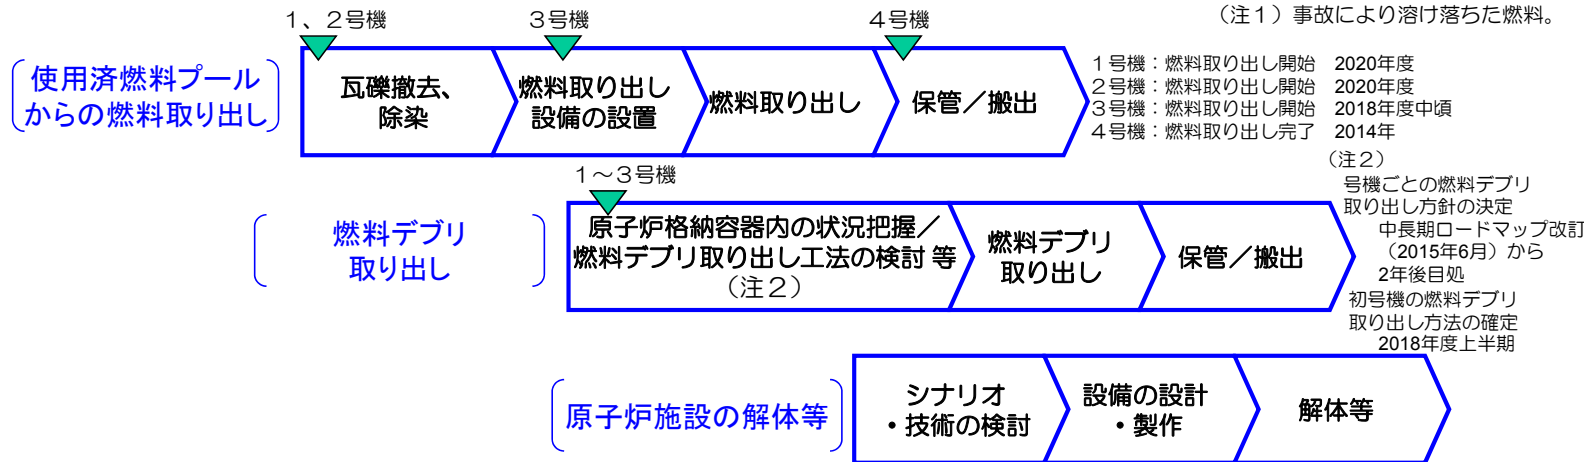 １、２号機
３号機
４号機
（注１）事故により溶け落ちた燃料。
使用済燃料プール
からの燃料取り出し
瓦礫撤去、
除染
燃料取り出し
設備の設置
燃料取り出し
保管／搬出
１号機：燃料取り出し開始　2020年度
２号機：燃料取り出し開始　2020年度
３号機：燃料取り出し開始　2018年度中頃
４号機：燃料取り出し完了　2014年
１～３号機
燃料デブリ
取り出し
原子炉格納容器内の状況把握／
燃料デブリ取り出し工法の検討 等
（注２）
燃料デブリ
取り出し
保管／搬出
（注２）
号機ごとの燃料デブリ
取り出し方針の決定
中長期ロードマップ改訂
（2015年6月）から
2年後目処
初号機の燃料デブリ
取り出し方法の確定
2018年度上半期
原子炉施設の解体等
シナリオ
・技術の検討
設備の設計
・製作
解体等